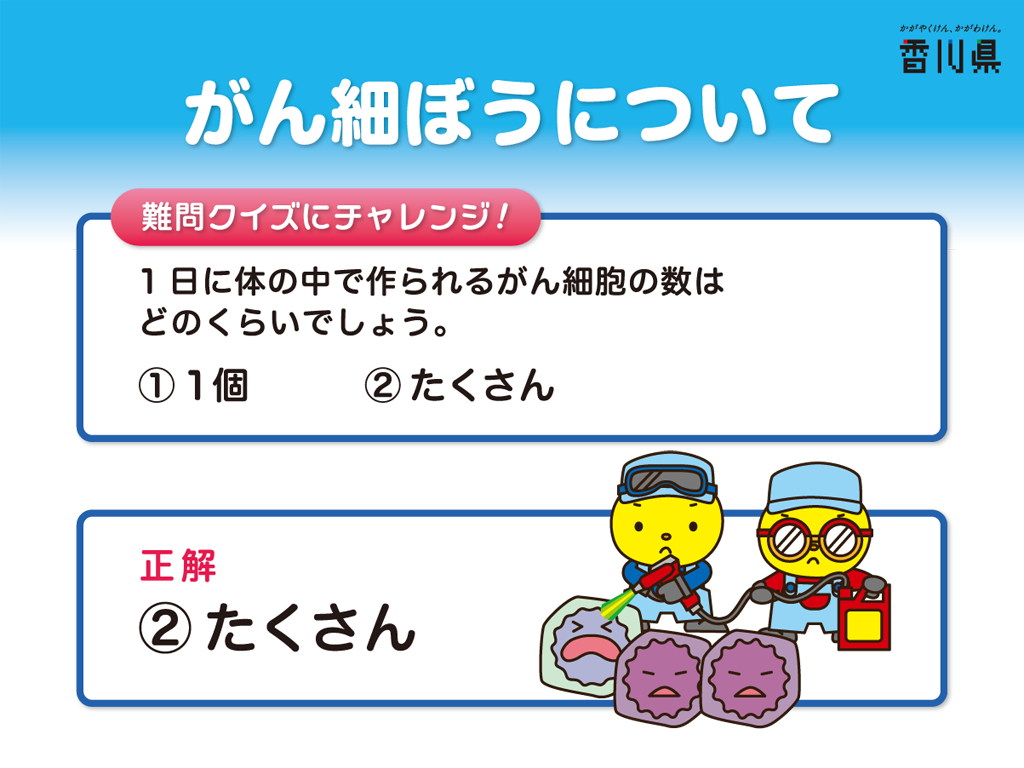 かがやくけん、かがわけん。
香川県
がん細ぼうについて
難問クイズにチャレンジ！
1日に体の中で作られるがん細胞の数は
どのくらいでしょう。
① 1個 ② たくさん
正解
② たくさん